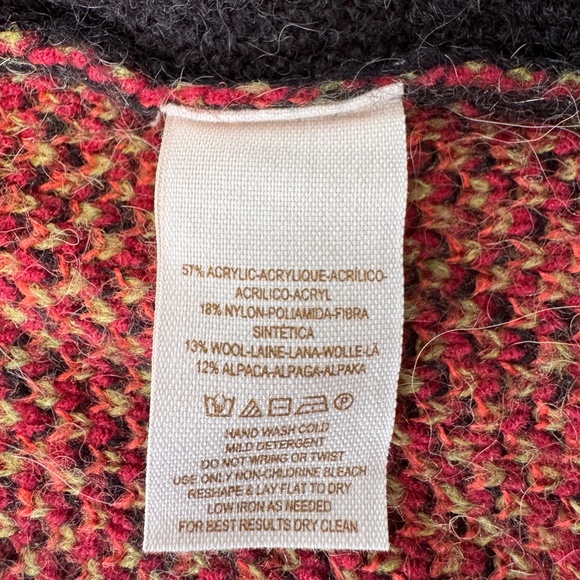 57% ACRYLIC-ACRYLIQUE-ACRÍLICO-
ACRILICO-ACRYL
18% NYLON-POLIAMIDA-FIBRA
SINTÉTICA
13% WOOL-LAINE-LANA-WOLLE-LÃ
12% ALPACA-ALPAGA-ALPAKA
P
HAND WASH COLD
MILD DETERGENT
DO NOT WRING OR TWIST
USE ONLY NON-CHLORINE BLEACH
RESHAPE & LAY FLAT TO DRY
LOW IRON AS NEEDED
FOR BEST RESULTS DRY CLEAN